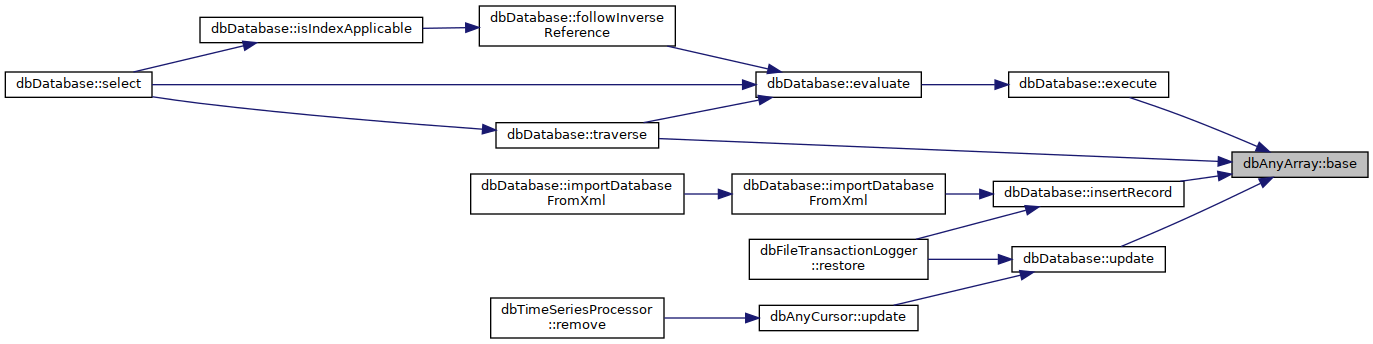 dbDatabase::followInverse
Reference
dbDatabase::isIndexApplicable
dbDatabase::select
dbDatabase::evaluate
dbDatabase::execute
dbDatabase::traverse
dbAnyArray::base
dbDatabase::importDatabase
FromXml
dbDatabase::importDatabase
FromXml
dbDatabase::insertRecord
dbFileTransactionLogger
::restore
dbDatabase::update
dbTimeSeriesProcessor
::remove
dbAnyCursor::update